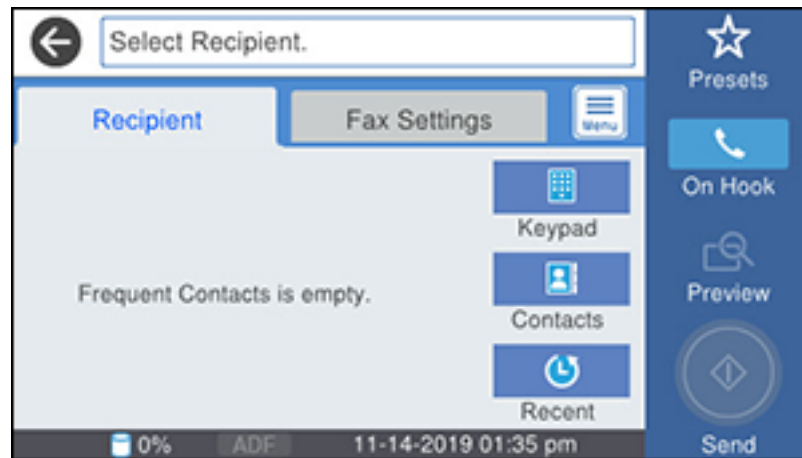 Select Recipient.
Presets
Recipient
Fax Settings
Menu
On Hook
Keypad
Frequent Contacts is empty.
Preview
Contacts
Recent
0% ADF 11-14-2019 01:35 pm
Send